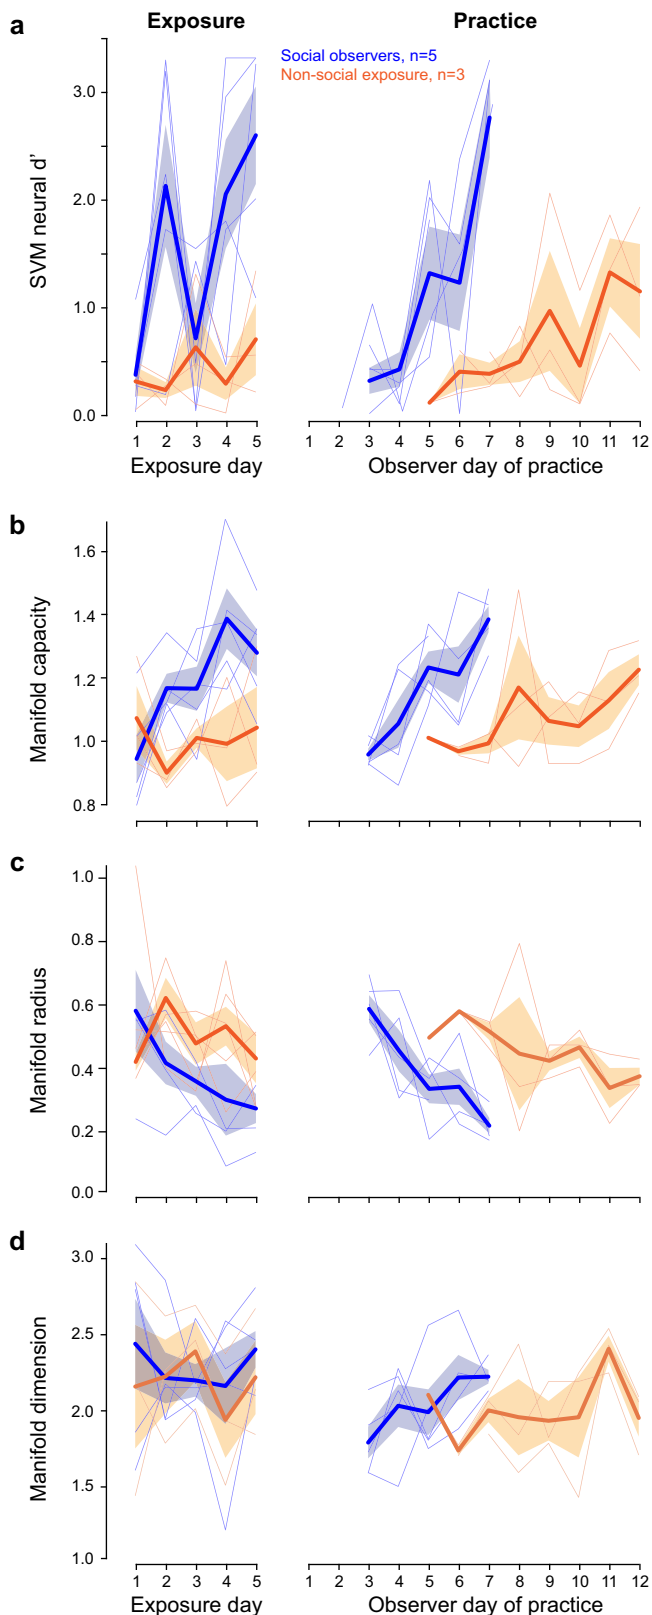 a
Exposure
Practice
Social observers, n=5
Non-social exposure, n=3
SVM neural d'
3.0
2.0
1.0
0.0
1 2 3 4 5
Exposure day
1 2 3 4 5 6 7 8 9 10 11 12
Observer day of practice
b
Manifold capacity
1.6
1.4
1.2
1.0
0.8
c
Manifold radius
1.0
0.8
0.6
0.4
0.2
0.0
d
Manifold dimension
3.0
2.5
2.0
1.5
1.0
1 2 3 4 5
Exposure day
1 2 3 4 5 6 7 8 9 10 11 12
Observer day of practice